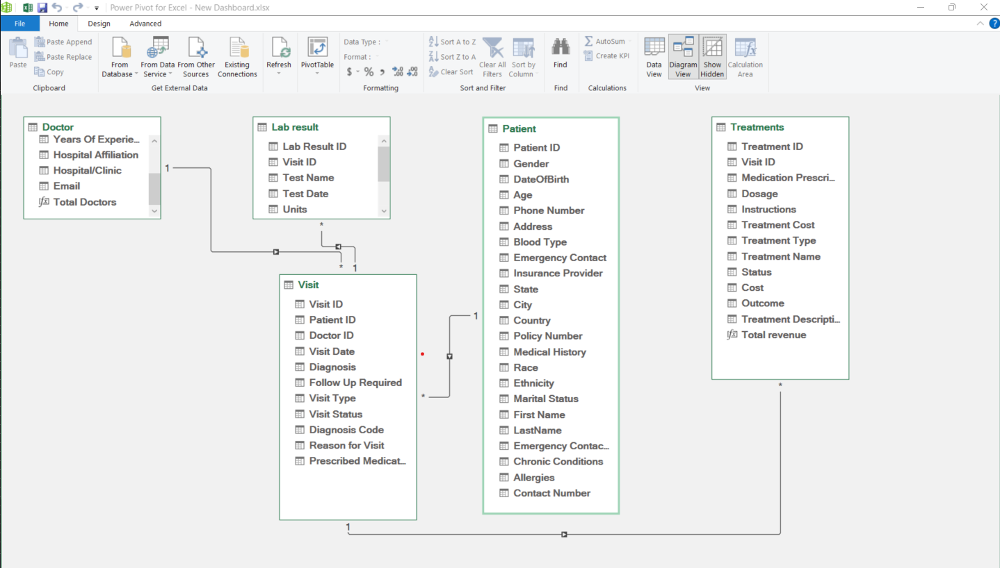 Power Pivot for Excel - New Dashboard.xlsx
File Home Design Advanced ?
Paste
Paste Append
Paste Replace
Copy
Clipboard
From Database
From Data Service
From Other Sources
Existing Connections
Get External Data
Refresh
PivotTable
Data Type :
Format :
$ % , .00 .0 .00
Formatting
Sort A to Z
Sort Z to A
Clear Sort
Clear All Filters
Sort by Column
Sort and Filter
Find
Find
AutoSum
Create KPI
Calculations
Data View
Diagram View
Show Hidden
Calculation Area
View
Doctor
Years Of Experie...
Hospital Affiliation
Hospital/Clinic
Email
fx Total Doctors
1
Lab result
Lab Result ID
Visit ID
Test Name
Test Date
Units
*
* 1
Visit
Visit ID
Patient ID
Doctor ID
Visit Date
Diagnosis
Follow Up Required
Visit Type
Visit Status
Diagnosis Code
Reason for Visit
Prescribed Medicat...
1
1
*
Patient
Patient ID
Gender
DateOfBirth
Age
Phone Number
Address
Blood Type
Emergency Contact
Insurance Provider
State
City
Country
Policy Number
Medical History
Race
Ethnicity
Marital Status
First Name
LastName
Emergency Contac...
Chronic Conditions
Allergies
Contact Number
Treatments
Treatment ID
Visit ID
Medication Prescri...
Dosage
Instructions
Treatment Cost
Treatment Type
Treatment Name
Status
Cost
Outcome
Treatment Descripti...
fx Total revenue
*